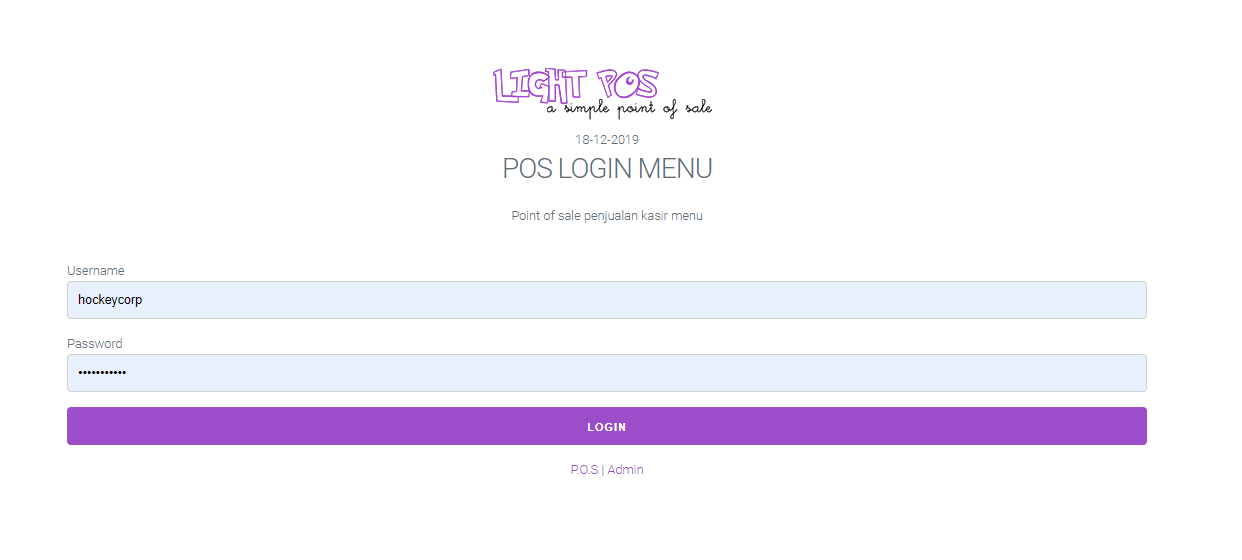 LIGHT POS
a simple point of sale
18-12-2019
POS LOGIN MENU
Point of sale penjualan kasir menu
Username
hockeycorp
Password
•••••••••••
LOGIN
P.O.S | Admin